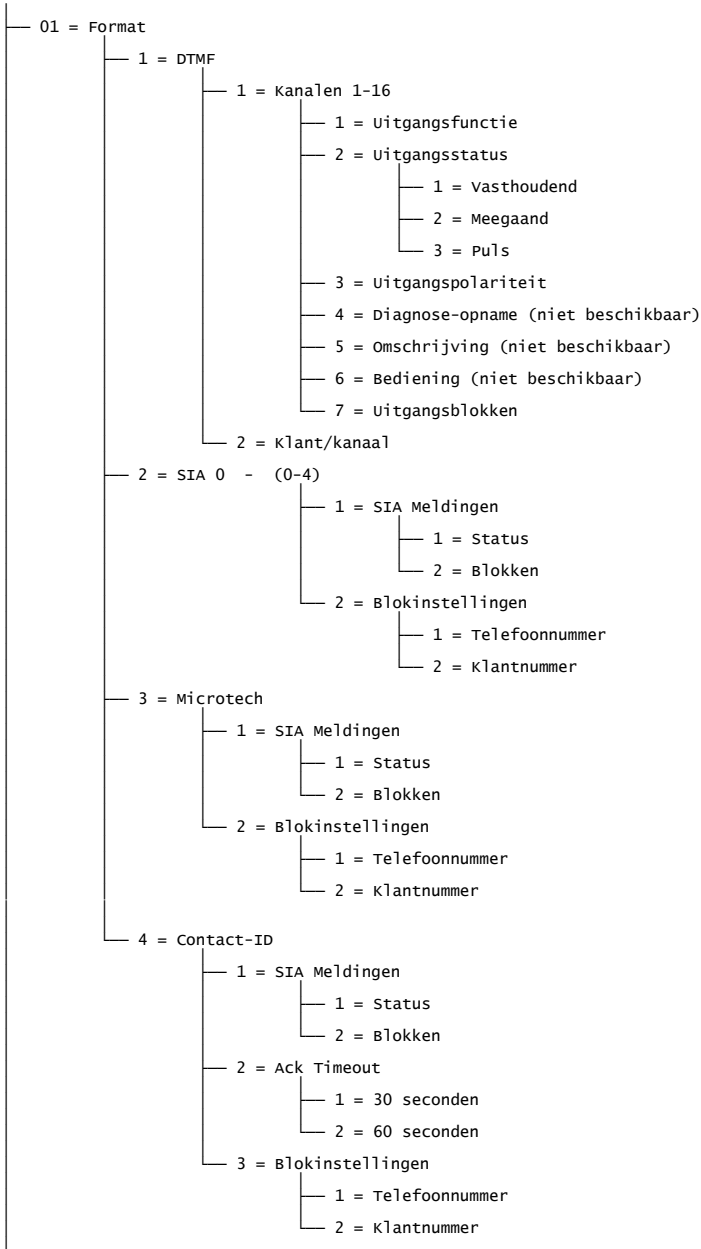 01 = Format
1 = DTMF
1 = Kanalen 1-16
1 = Uitgangsfunctie
2 = Uitgangsstatus
1 = Vasthoudend
2 = Meegaand
3 = Puls
3 = Uitgangspolariteit
4 = Diagnose-opname (niet beschikbaar)
5 = Omschrijving (niet beschikbaar)
6 = Bediening (niet beschikbaar)
7 = Uitgangsblokken
2 = Klant/kanaal
2 = SIA 0 - (0-4)
1 = SIA Meldingen
1 = Status
2 = Blokken
2 = Blokinstellingen
1 = Telefoonnummer
2 = Klantnummer
3 = Microtech
1 = SIA Meldingen
1 = Status
2 = Blokken
2 = Blokinstellingen
1 = Telefoonnummer
2 = Klantnummer
4 = Contact-ID
1 = SIA Meldingen
1 = Status
2 = Blokken
2 = Ack Timeout
1 = 30 seconden
2 = 60 seconden
3 = Blokinstellingen
1 = Telefoonnummer
2 = Klantnummer